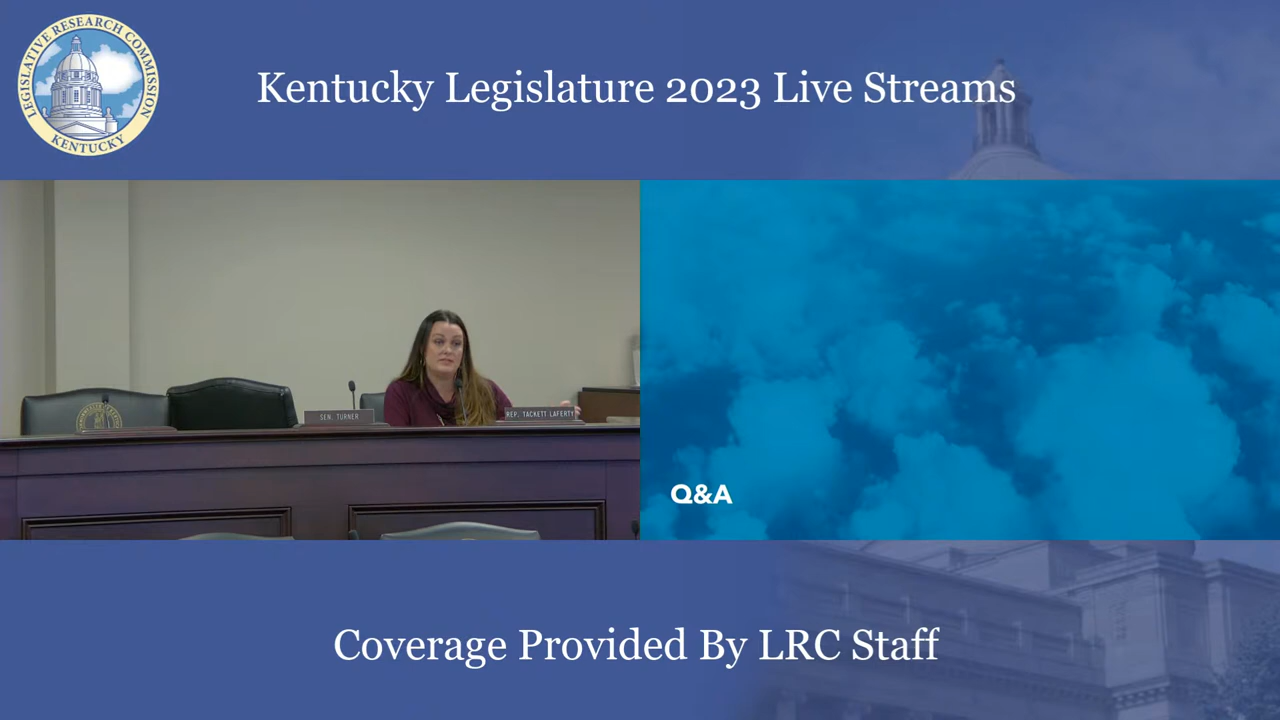 LEGISLATIVE RESEARCH COMMISSION
KENTUCKY
Kentucky Legislature 2023 Live Streams
SEN. TURNER
REP. TACKETT LAFERTY
Q&A
Coverage Provided By LRC Staff